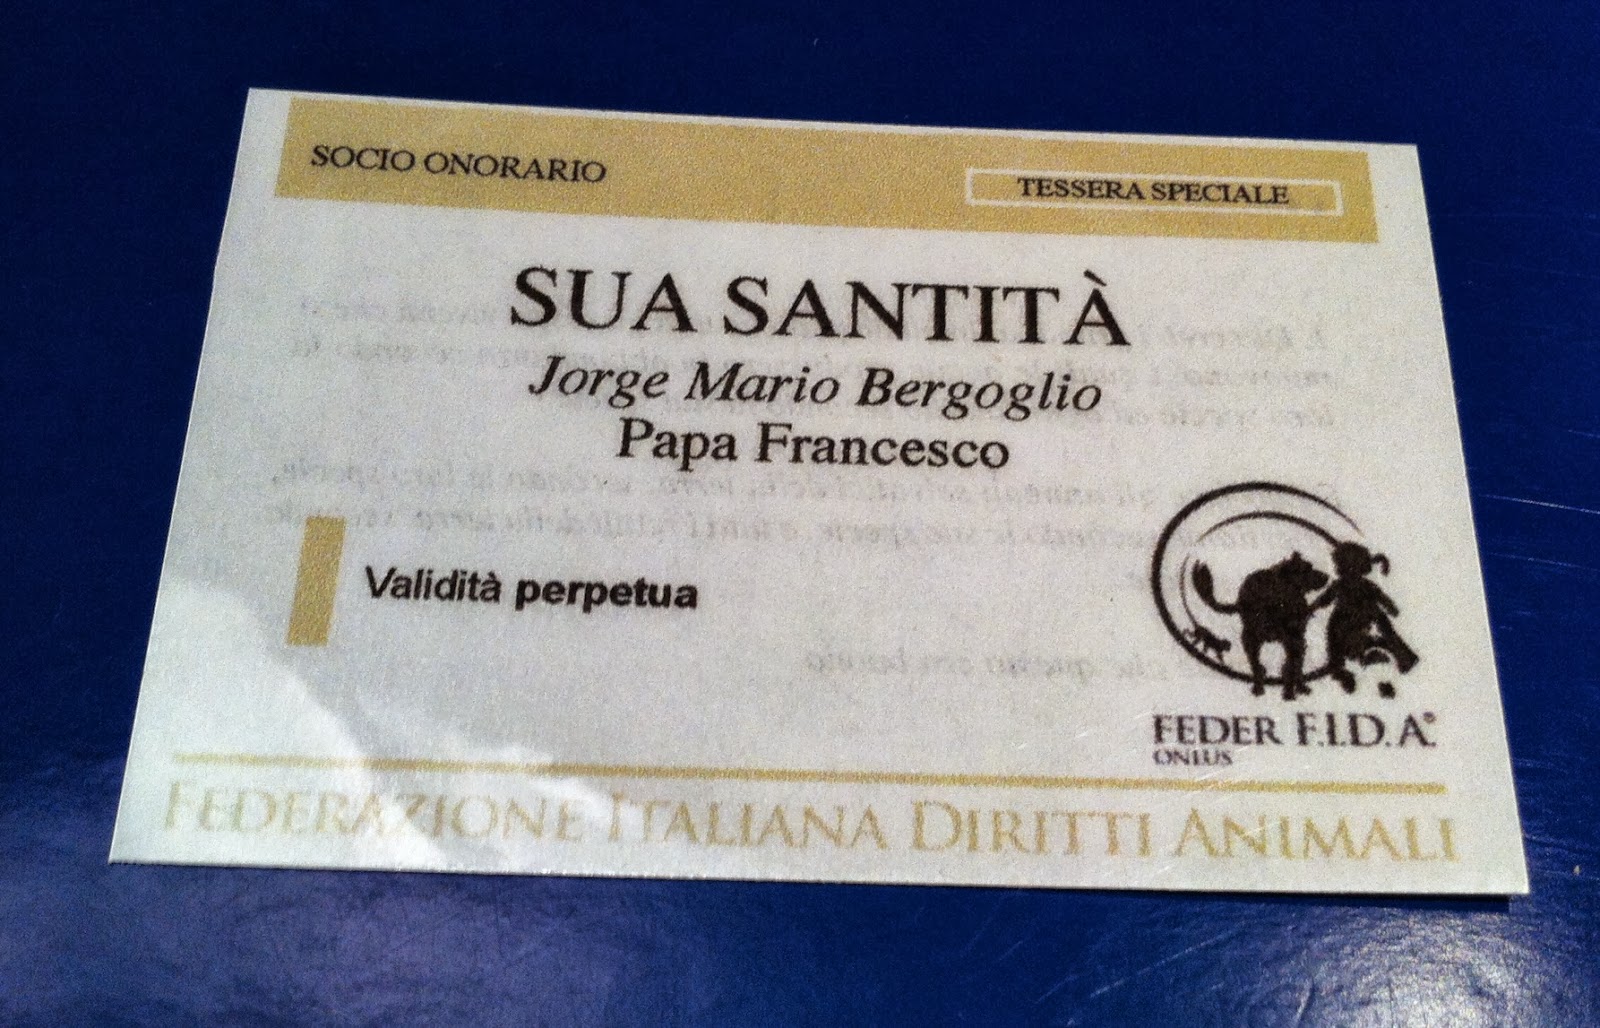 SOCIO ONORARIO
TESSERA SPECIALE
SUA SANTITÀ
Jorge Mario Bergoglio
Papa Francesco
Validità perpetua
FEDER F.I.D.A.®
ONLUS
FEDERAZIONE ITALIANA DIRITTI ANIMALI